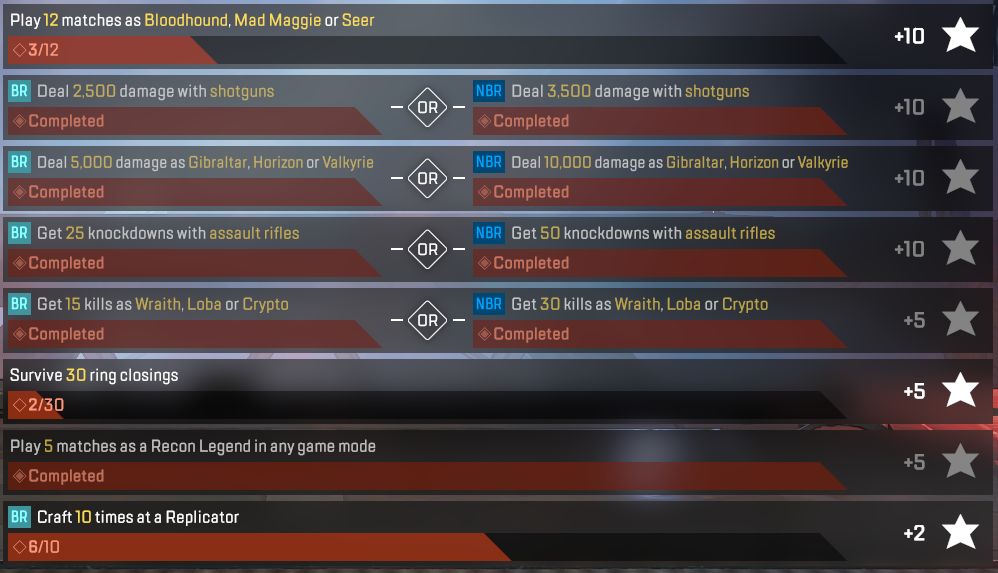 Play 12 matches as Bloodhound, Mad Maggie or Seer
3/12
+10
BR Deal 2,500 damage with shotguns
Completed
OR
NBR Deal 3,500 damage with shotguns
Completed
+10
BR Deal 5,000 damage as Gibraltar, Horizon or Valkyrie
Completed
OR
NBR Deal 10,000 damage as Gibraltar, Horizon or Valkyrie
Completed
+10
BR Get 25 knockdowns with assault rifles
Completed
OR
NBR Get 50 knockdowns with assault rifles
Completed
+10
BR Get 15 kills as Wraith, Loba or Crypto
Completed
OR
NBR Get 30 kills as Wraith, Loba or Crypto
Completed
+5
Survive 30 ring closings
2/30
+5
Play 5 matches as a Recon Legend in any game mode
Completed
+5
BR Craft 10 times at a Replicator
6/10
+2